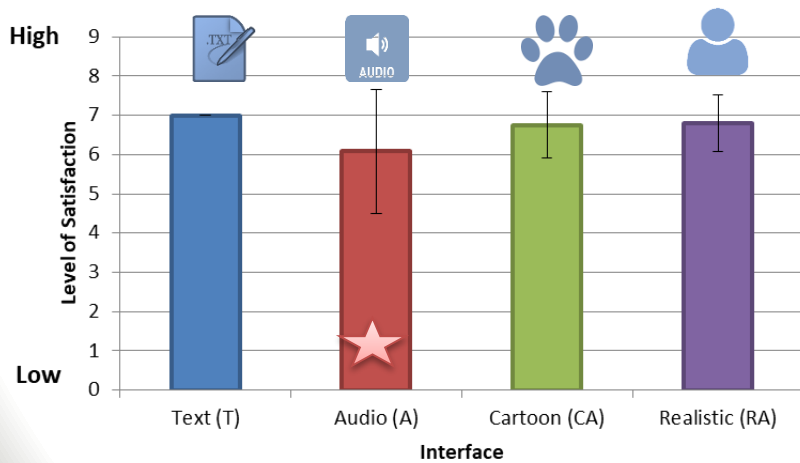 High
Low
Level of Satisfaction
9
8
7
6
5
4
3
2
1
0
.TXT
AUDIO
Text (T)
Audio (A)
Cartoon (CA)
Realistic (RA)
Interface